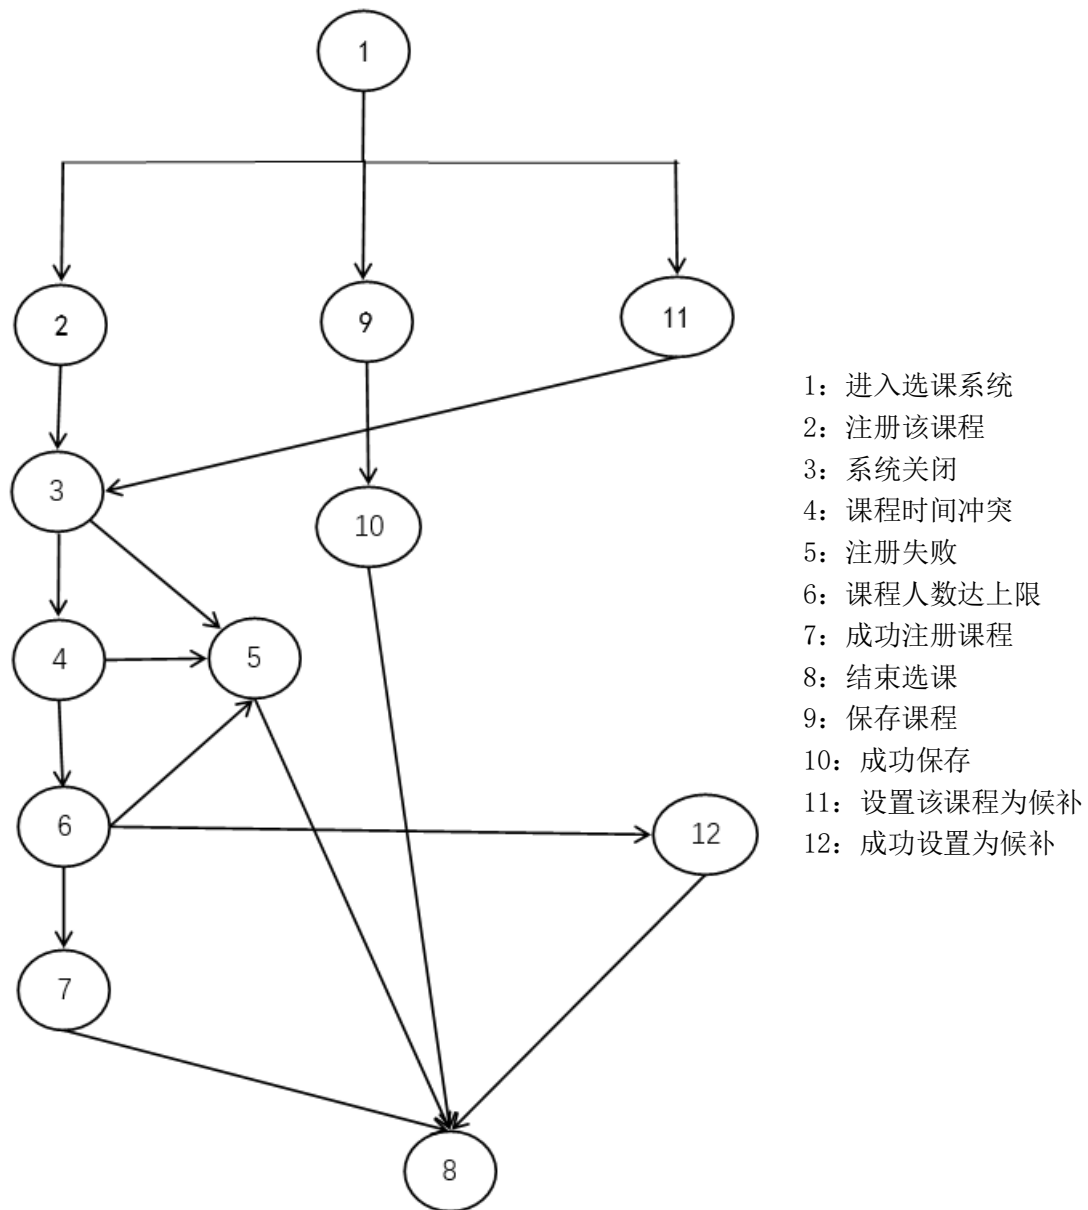 1
2
9
11
3
10
4
5
6
12
7
8
1: 进入选课系统
2: 注册该课程
3: 系统关闭
4: 课程时间冲突
5: 注册失败
6: 课程人数达上限
7: 成功注册课程
8: 结束选课
9: 保存课程
10: 成功保存
11: 设置该课程为候补
12: 成功设置为候补